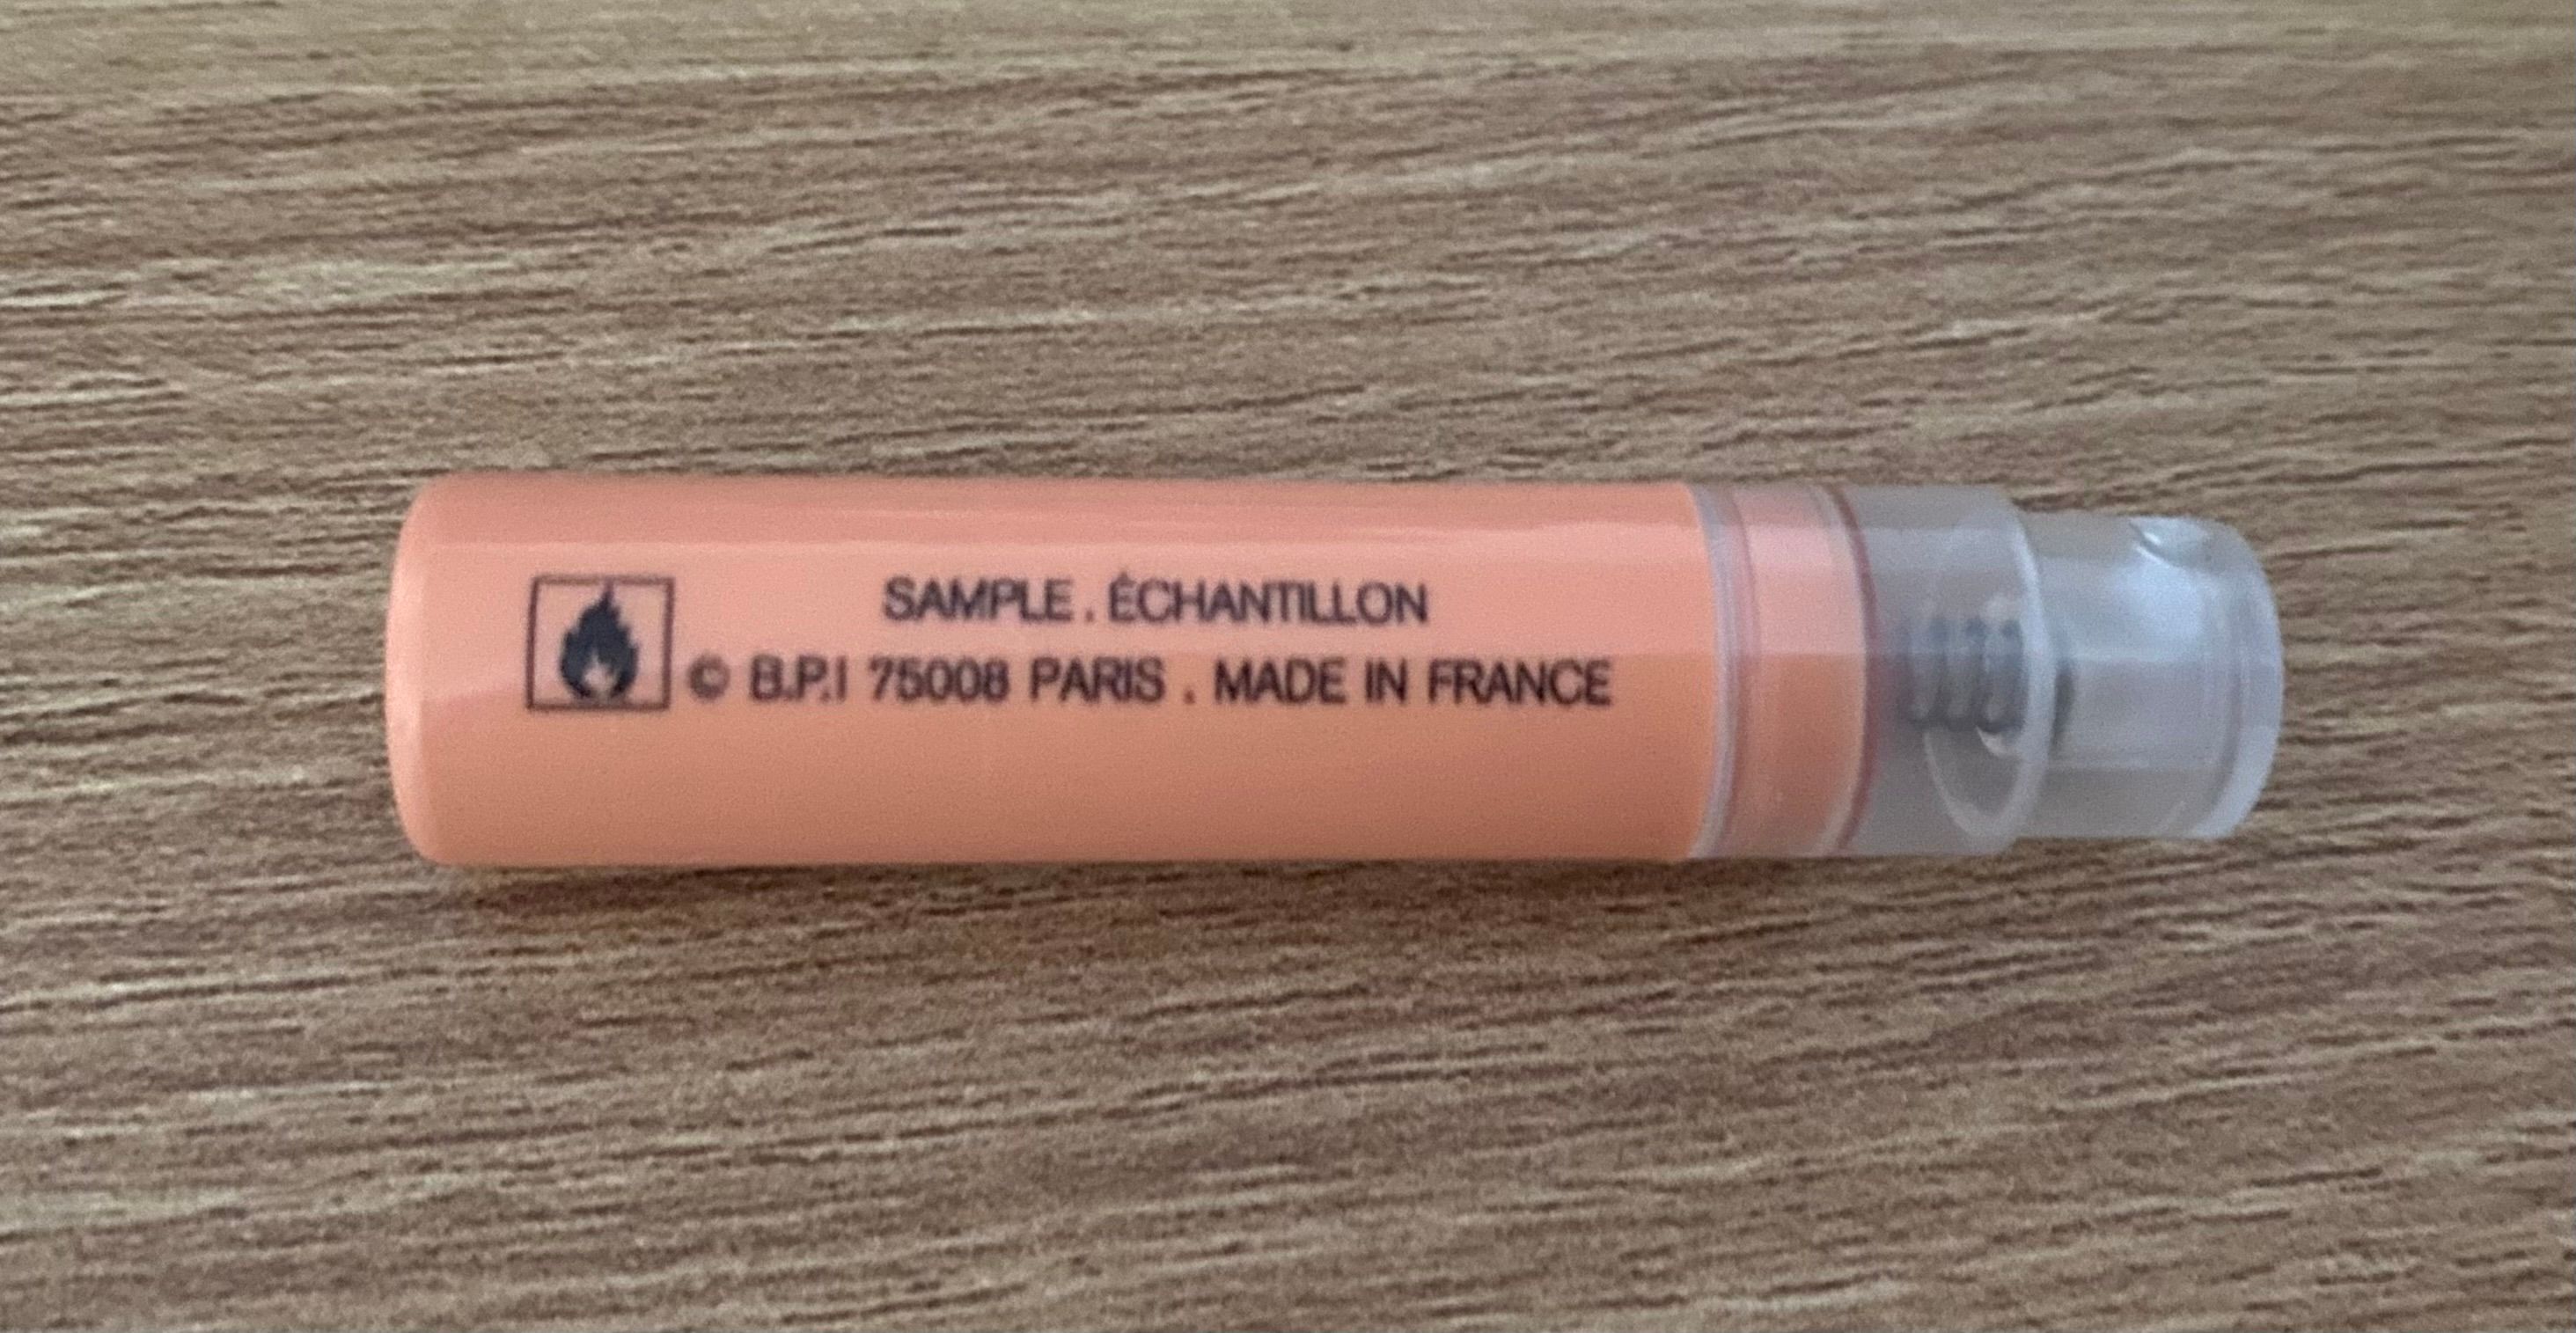 SAMPLE . ÉCHANTILLON
© B.P.I 75008 PARIS . MADE IN FRANCE